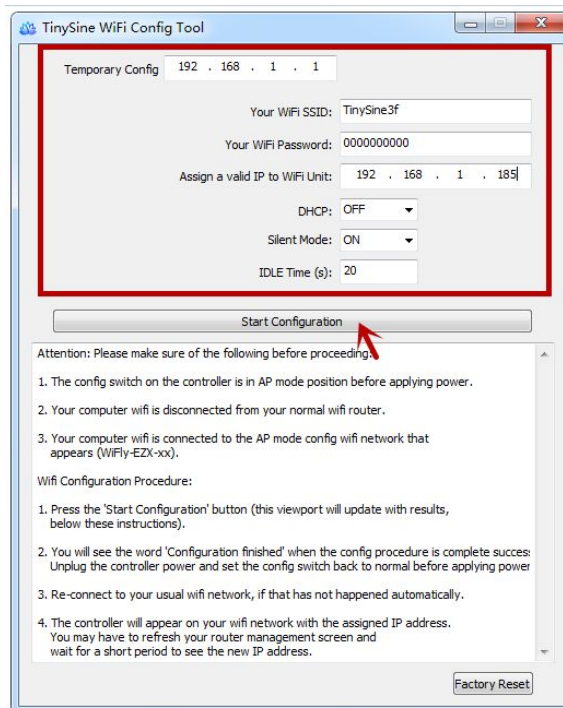 TinySine WiFi Config Tool
Temporary Config 192 . 168 . 1 . 1
Your WiFi SSID: TinySine3f
Your WiFi Password: 0000000000
Assign a valid IP to WiFi Unit: 192 . 168 . 1 . 185
DHCP: OFF
Silent Mode: ON
IDLE Time (s): 20
Start Configuration
Attention: Please make sure of the following before proceeding:
1. The config switch on the controller is in AP mode position before applying power.
2. Your computer wifi is disconnected from your normal wifi router.
3. Your computer wifi is connected to the AP mode config wifi network that
appears (WiFly-EZX-xx).
Wifi Configuration Procedure:
1. Press the 'Start Configuration' button (this viewport will update with results,
below these instructions).
2. You will see the word 'Configuration finished' when the config procedure is complete
Unplug the controller power and set the config switch back to normal before applying power
3. Re-connect to your usual wifi network, if that has not happened automatically.
4. The controller will appear on your wifi network with the assigned IP address.
You may have to refresh your router management screen and
wait for a short period to see the new IP address.
Factory Reset